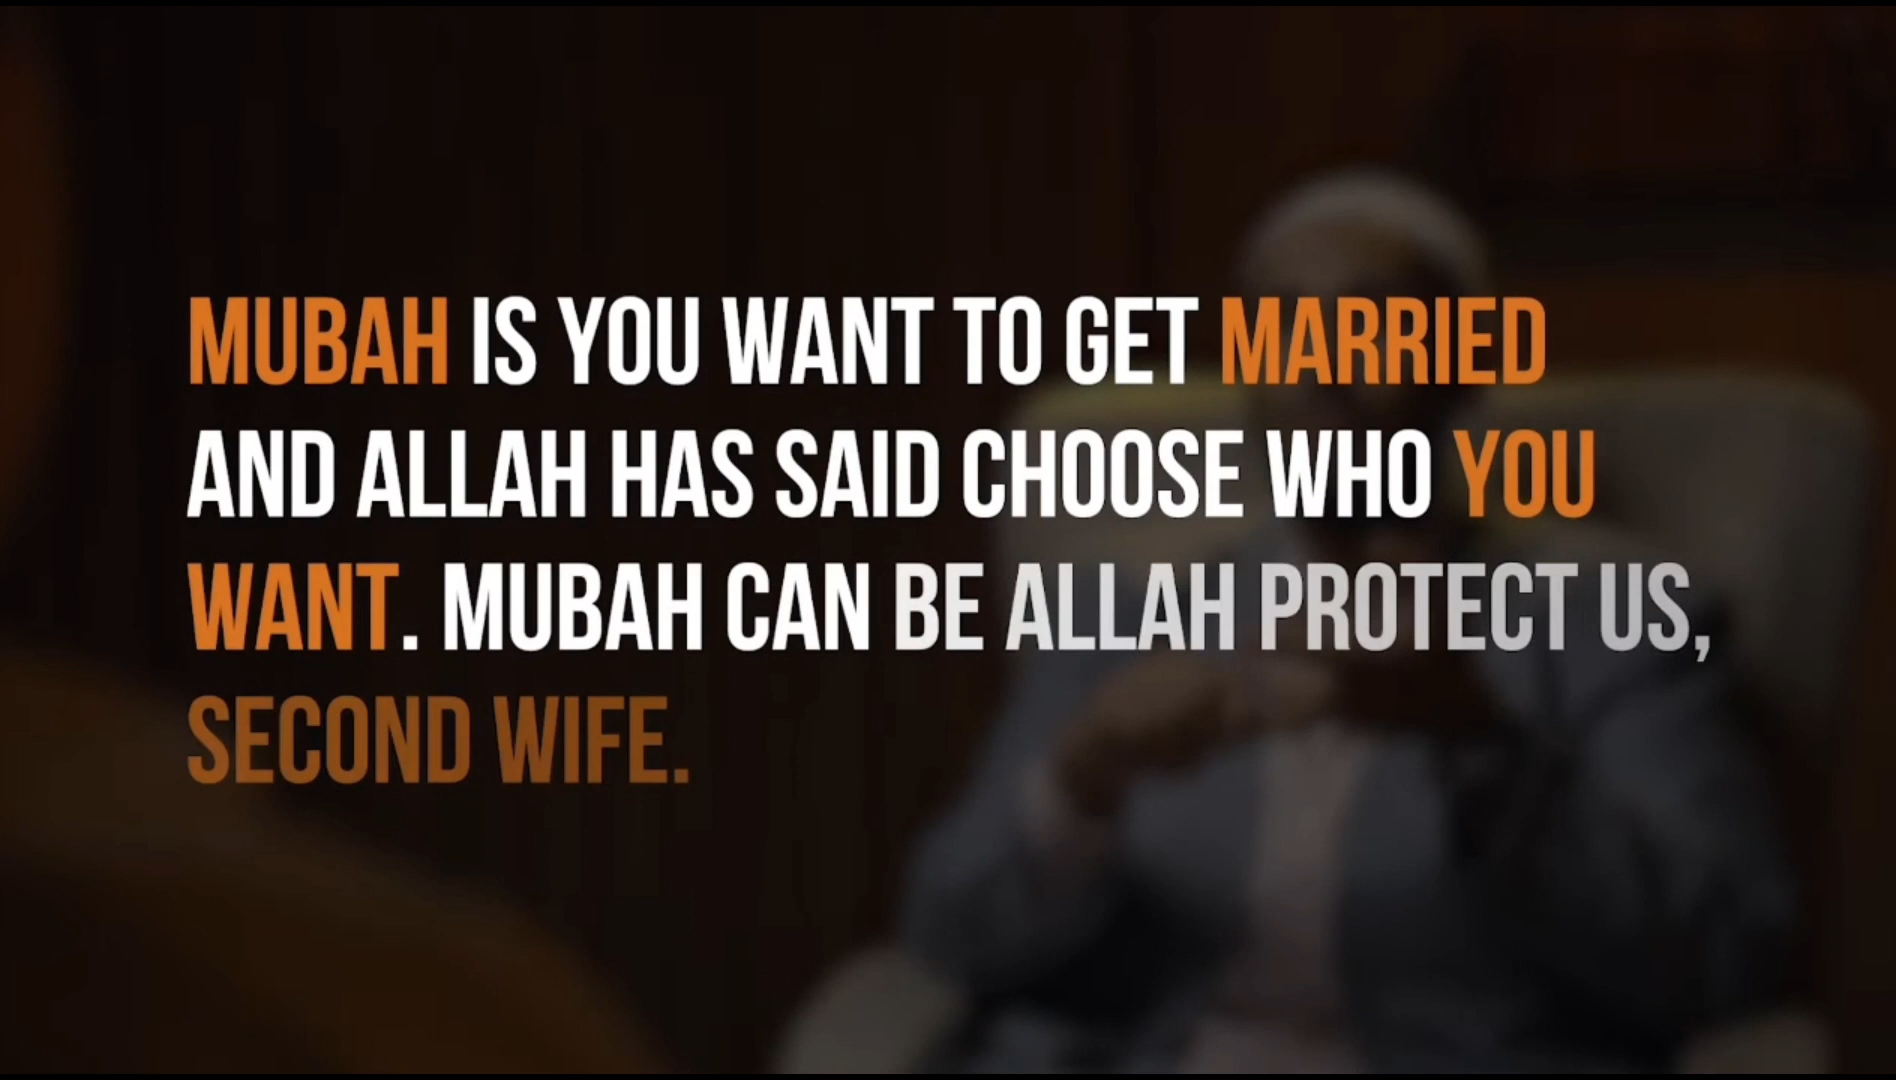 MUBAH IS YOU WANT TO GET MARRIED
AND ALLAH HAS SAID CHOOSE WHO YOU
WANT. MUBAH CAN BE ALLAH PROTECT US,
SECOND WIFE.